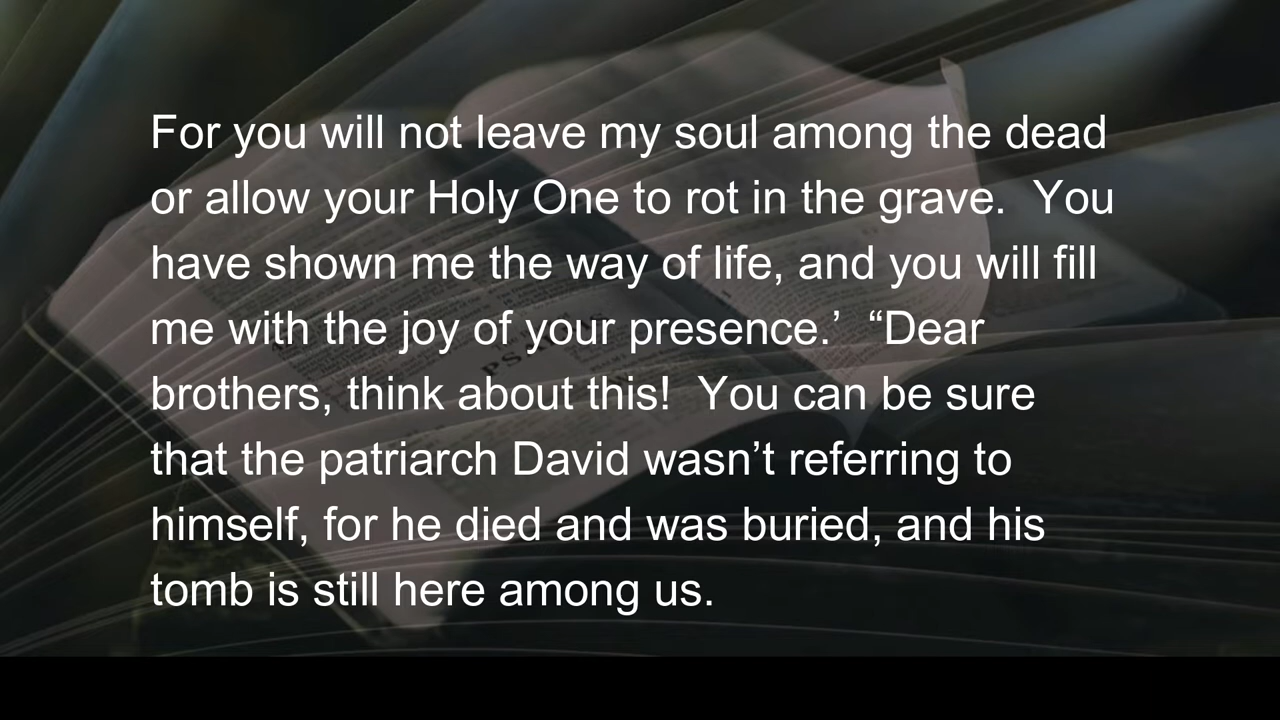 For you will not leave my soul among the dead
or allow your Holy One to rot in the grave.  You
have shown me the way of life, and you will fill
me with the joy of your presence.’  “Dear
brothers, think about this!  You can be sure
that the patriarch David wasn’t referring to
himself, for he died and was buried, and his
tomb is still here among us.